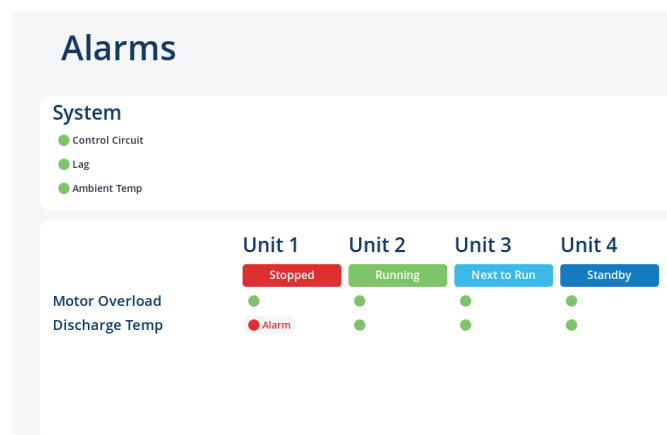 Alarms
System
Control Circuit
Lag
Ambient Temp
Unit 1 Unit 2 Unit 3 Unit 4
Stopped Running Next to Run Standby
Motor Overload
Discharge Temp Alarm